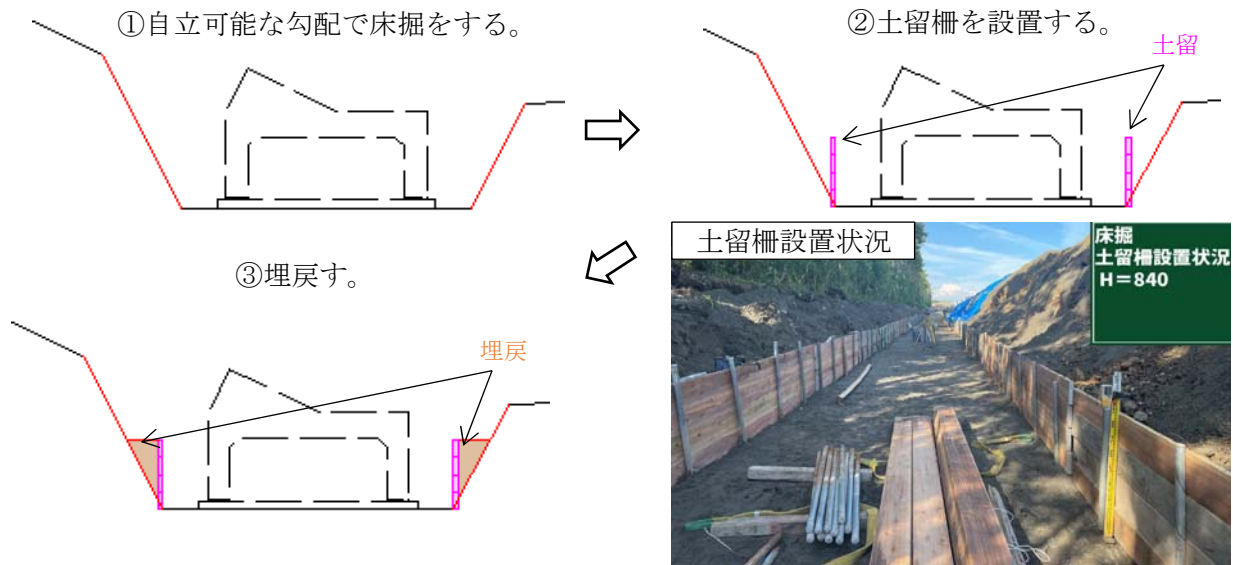 ①自立可能な勾配で床掘をする。
②土留柵を設置する。
土留
③埋戻す。
埋戻
土留柵設置状況
床掘
土留柵設置状況
H=840